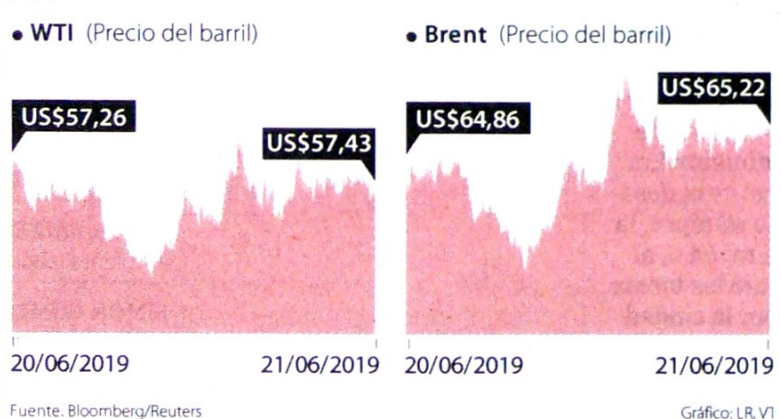 • WTI (Precio del barril)
US$57,26
US$57,43
20/06/2019 21/06/2019
• Brent (Precio del barril)
US$64,86
US$65,22
20/06/2019 21/06/2019
Fuente. Bloomberg/Reuters
Gráfico: LR, VT